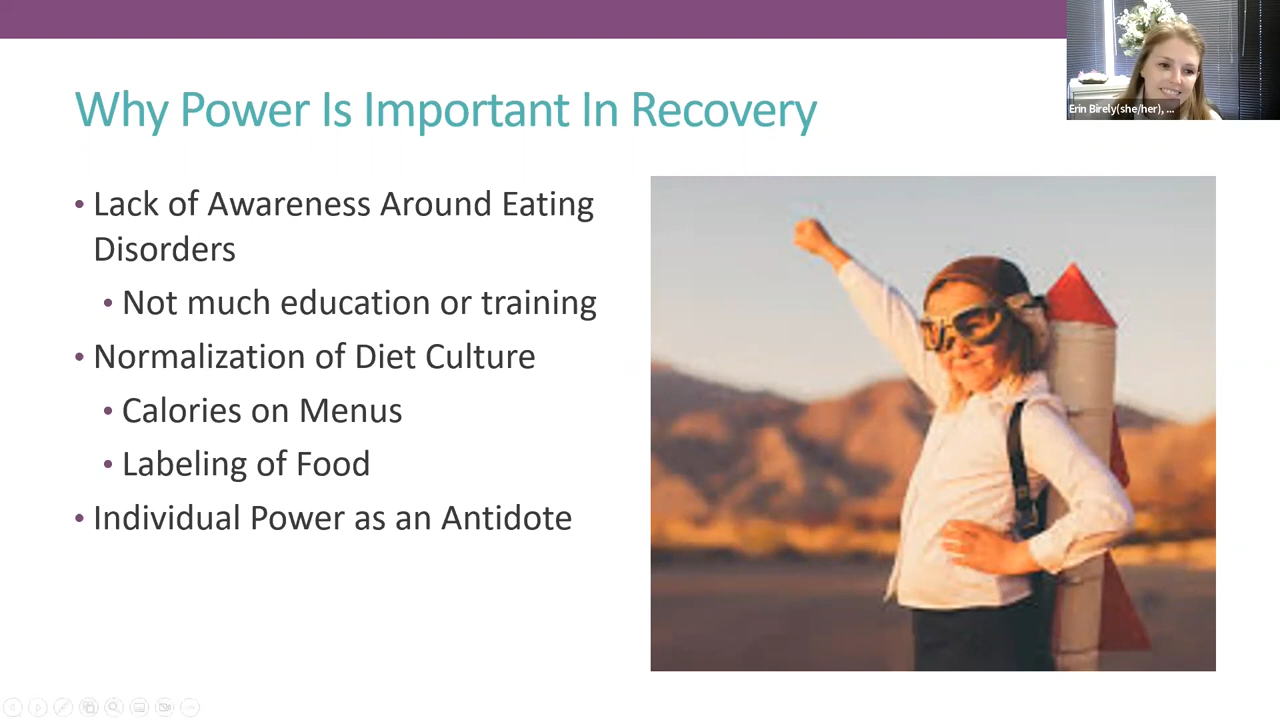 Why Power Is Important In Recovery
Erin Birely(she/her), ...
• Lack of Awareness Around Eating
Disorders
• Not much education or training
• Normalization of Diet Culture
• Calories on Menus
• Labeling of Food
• Individual Power as an Antidote